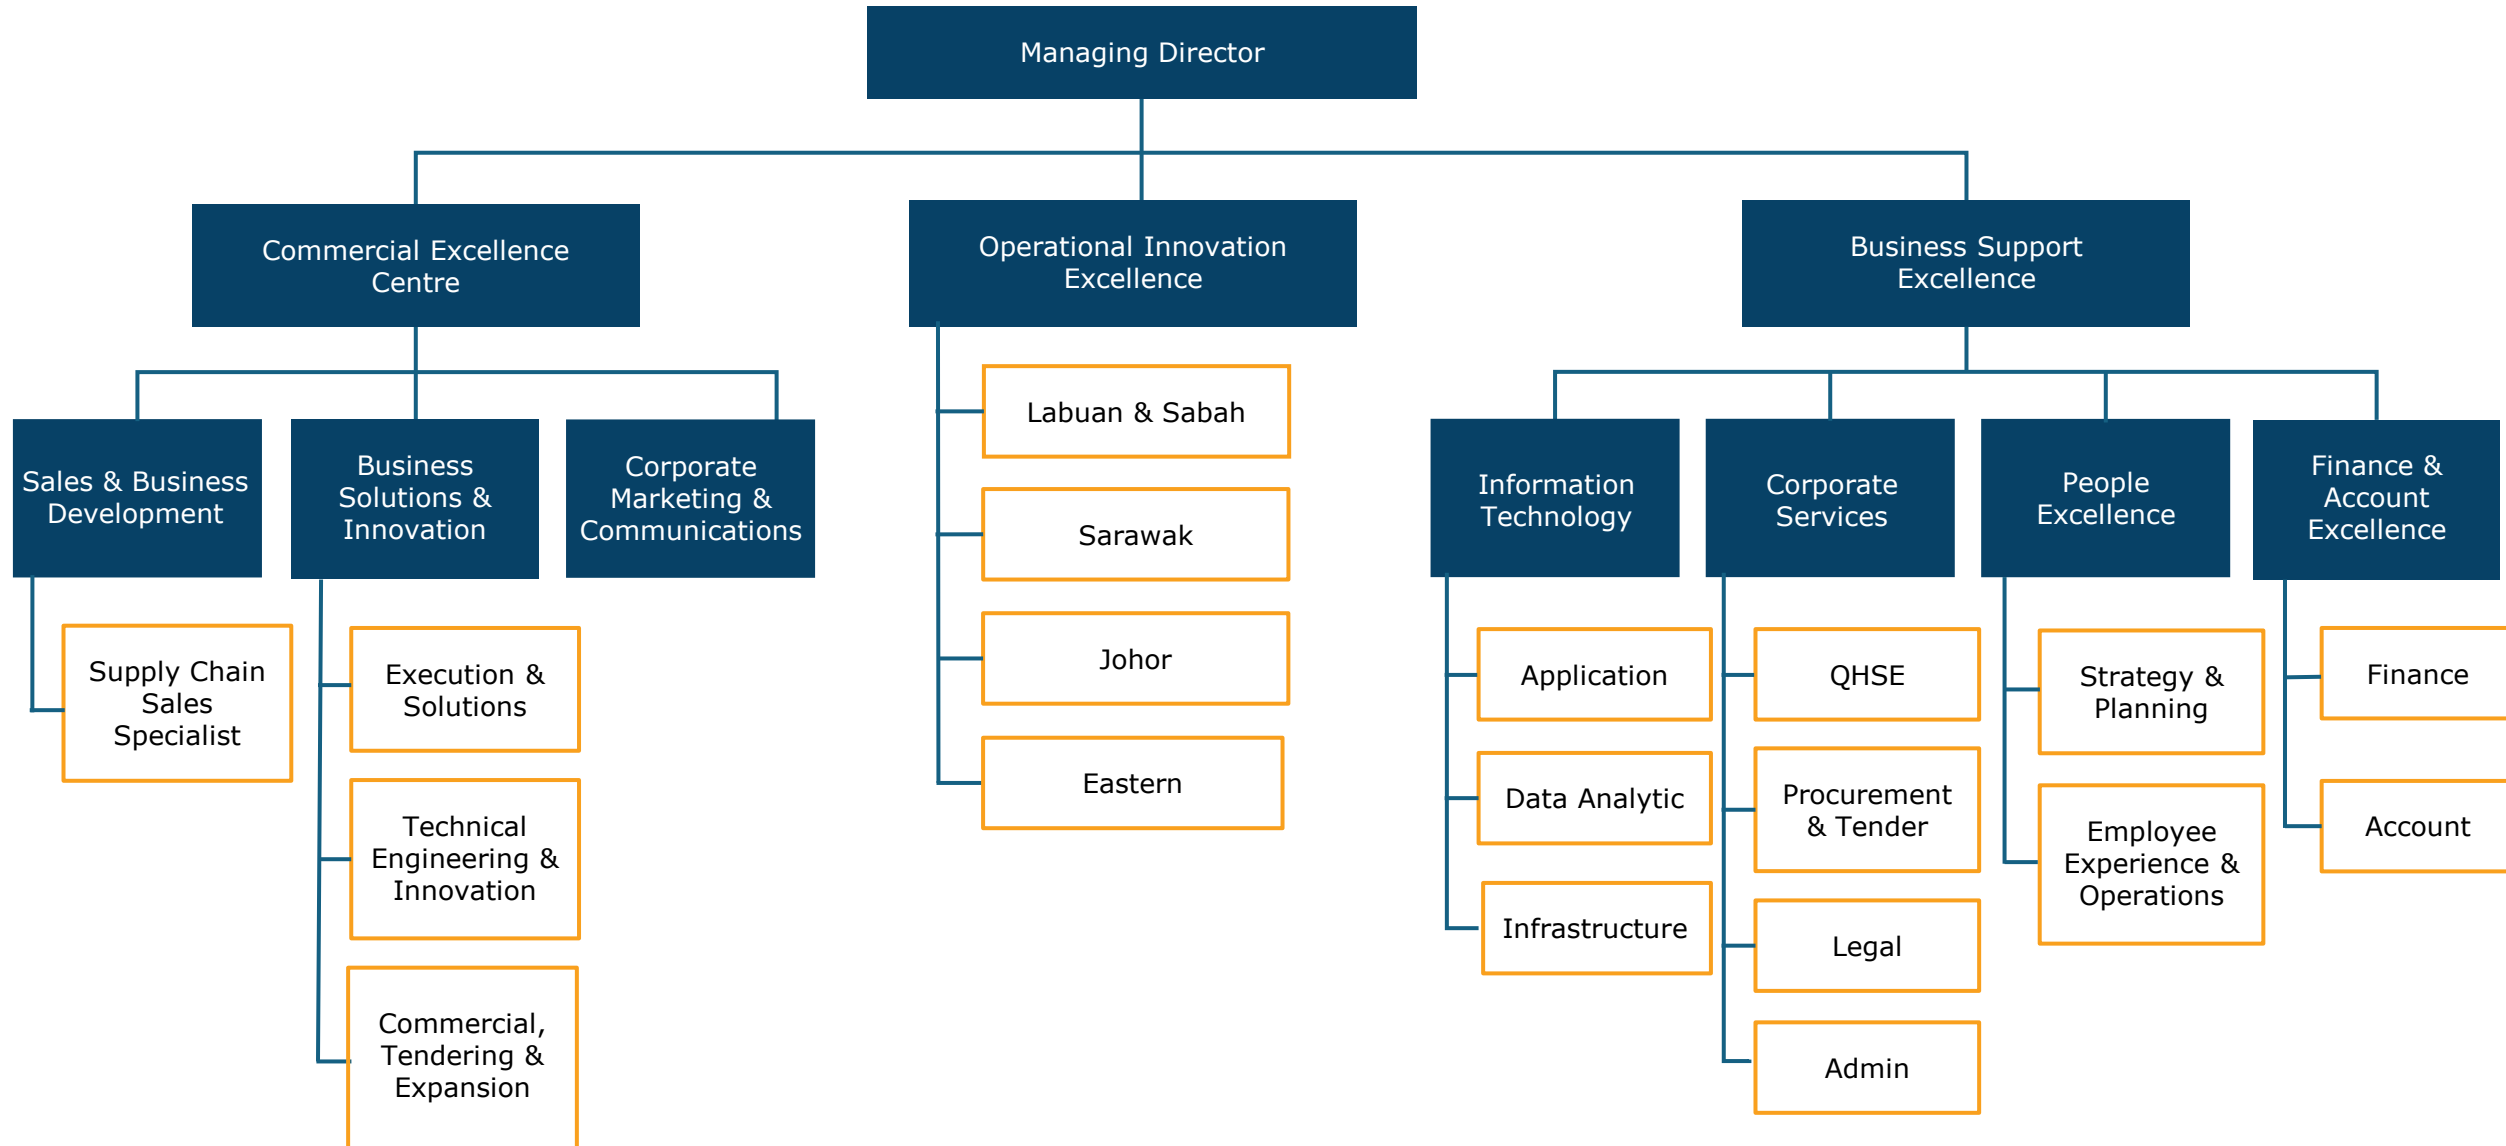 Managing Director
Commercial Excellence
Centre
Operational Innovation
Excellence
Business Support
Excellence
Sales & Business
Development
Business
Solutions &
Innovation
Corporate
Marketing &
Communications
Supply Chain
Sales
Specialist
Execution &
Solutions
Technical
Engineering &
Innovation
Commercial,
Tendering &
Expansion
Labuan & Sabah
Sarawak
Johor
Eastern
Information
Technology
Corporate
Services
People
Excellence
Finance &
Account
Excellence
Application
Data Analytic
Infrastructure
QHSE
Procurement
& Tender
Legal
Admin
Strategy &
Planning
Employee
Experience &
Operations
Finance
Account